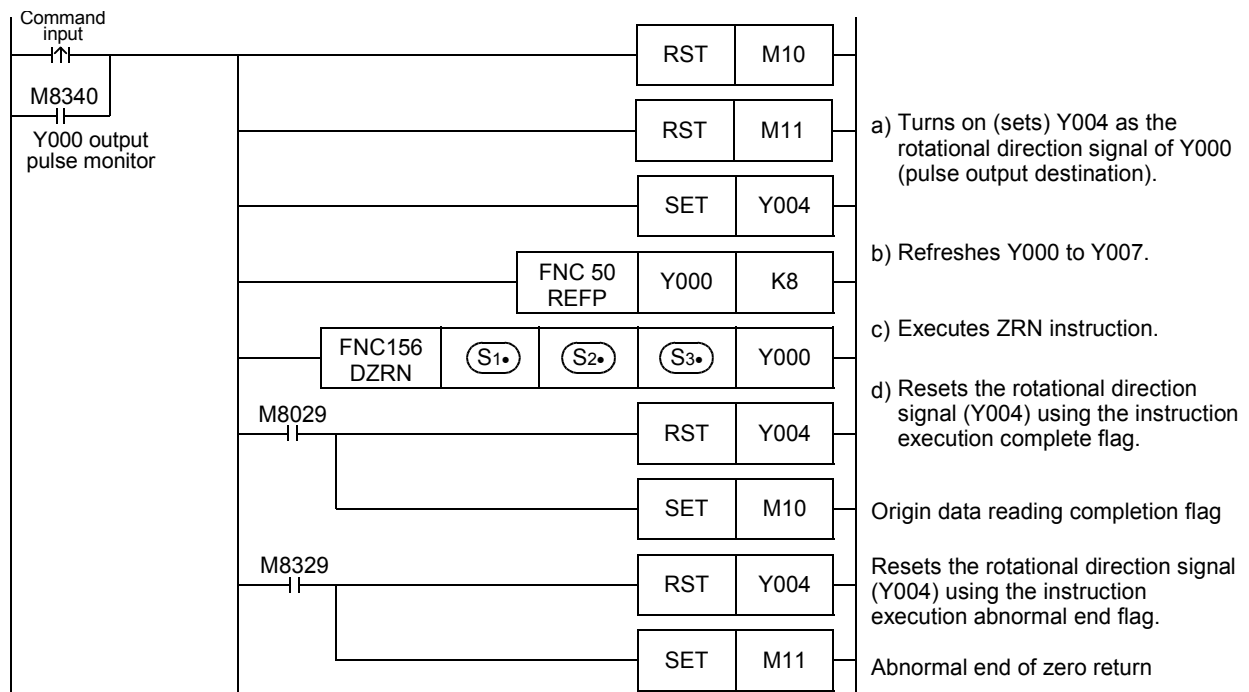 Command
input
RST M10
M8340
Y000 output
pulse monitor
RST M11
a) Turns on (sets) Y004 as the
rotational direction signal of Y000
(pulse output destination).
SET Y004
FNC 50
REFP Y000 K8
b) Refreshes Y000 to Y007.
FNC156
DZRN S1• S2• S3• Y000
c) Executes ZRN instruction.
M8029
RST Y004
d) Resets the rotational direction
signal (Y004) using the instruction
execution complete flag.
SET M10
Origin data reading completion flag
M8329
RST Y004
Resets the rotational direction signal
(Y004) using the instruction
execution abnormal end flag.
SET M11
Abnormal end of zero return